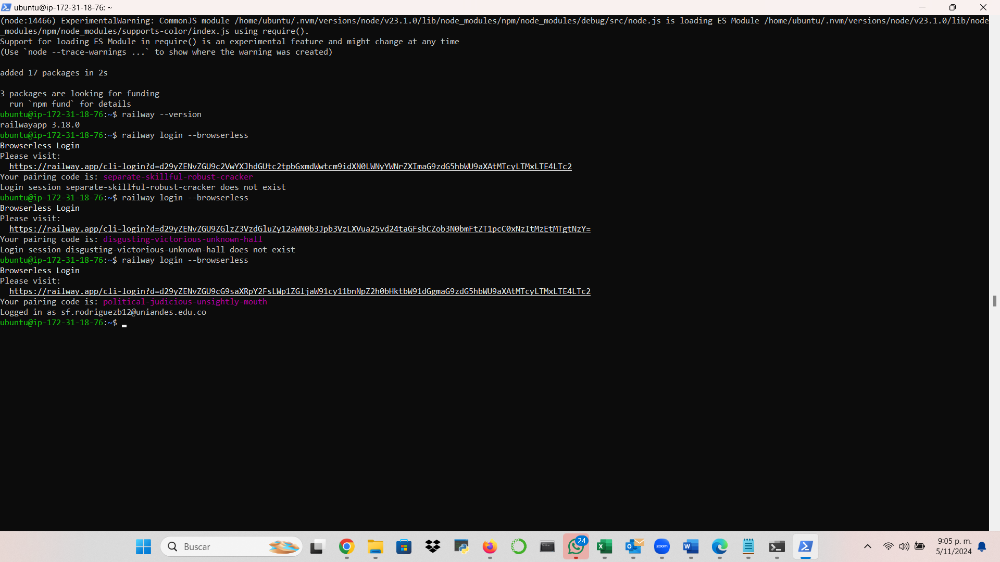 ubuntu@ip-172-31-18-76: ~
(node:14466) ExperimentalWarning: CommonJS module /home/ubuntu/.nvm/versions/node/v23.1.0/lib/node_modules/npm/node_modules/debug/src/node.js is loading ES Module /home/ubuntu/.nvm/versions/node/v23.1.0/lib/node
_modules/npm/node_modules/supports-color/index.js using require().
Support for loading ES Module in require() is an experimental feature and might change at any time
(Use `node --trace-warnings ...` to show where the warning was created)
added 17 packages in 2s
3 packages are looking for funding
  run `npm fund` for details
ubuntu@ip-172-31-18-76:~$ railway --version
railwayapp 3.18.0
ubuntu@ip-172-31-18-76:~$ railway login --browserless
Browserless Login
Please visit:
  https://railway.app/cli-login?d=d29yZENvZGU9c2VwYXJhdGUtc2tpbGxmdWwtcm9idXN0LWNyYWNrZXImaG9zdG5hbWU9aXAtMTcyLTMxLTE4LTc2
Your pairing code is: separate-skillful-robust-cracker
Login session separate-skillful-robust-cracker does not exist
ubuntu@ip-172-31-18-76:~$ railway login --browserless
Browserless Login
Please visit:
  https://railway.app/cli-login?d=d29yZENvZGU9ZGlzZ3VzdGluZy12aWN0b3Jpb3VzLXVua25vd24taGFsbCZob3N0bmFtZT1pcC0xNzItMzEtMTgtNzY=
Your pairing code is: disgusting-victorious-unknown-hall
Login session disgusting-victorious-unknown-hall does not exist
ubuntu@ip-172-31-18-76:~$ railway login --browserless
Browserless Login
Please visit:
  https://railway.app/cli-login?d=d29yZENvZGU9cG9saXRpY2FsLWp1ZGljaW91cy11bnNpZ2h0bHktbW91dGgmaG9zdG5hbWU9aXAtMTcyLTMxLTE4LTc2
Your pairing code is: political-judicious-unsightly-mouth
Logged in as sf.rodriguezb12@uniandes.edu.co
ubuntu@ip-172-31-18-76:~$
Buscar
24
zoom
9:05 p. m.
5/11/2024